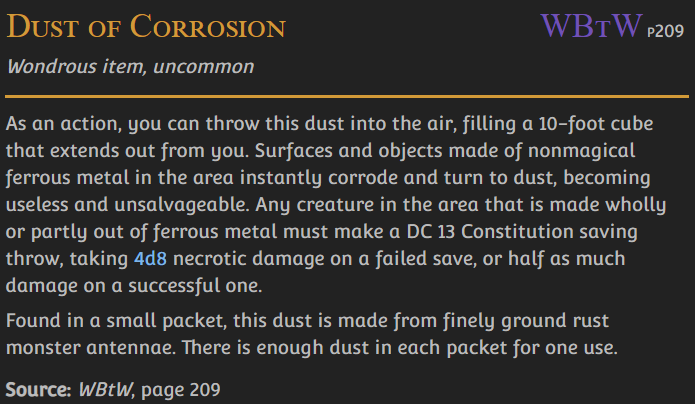 Dust of Corrosion WBtW p209
Wondrous item, uncommon
As an action, you can throw this dust into the air, filling a 10-foot cube
that extends out from you. Surfaces and objects made of nonmagical
ferrous metal in the area instantly corrode and turn to dust, becoming
useless and unsalvageable. Any creature in the area that is made wholly
or partly out of ferrous metal must make a DC 13 Constitution saving
throw, taking 4d8 necrotic damage on a failed save, or half as much
damage on a successful one.
Found in a small packet, this dust is made from finely ground rust
monster antennae. There is enough dust in each packet for one use.
Source: WBtW, page 209